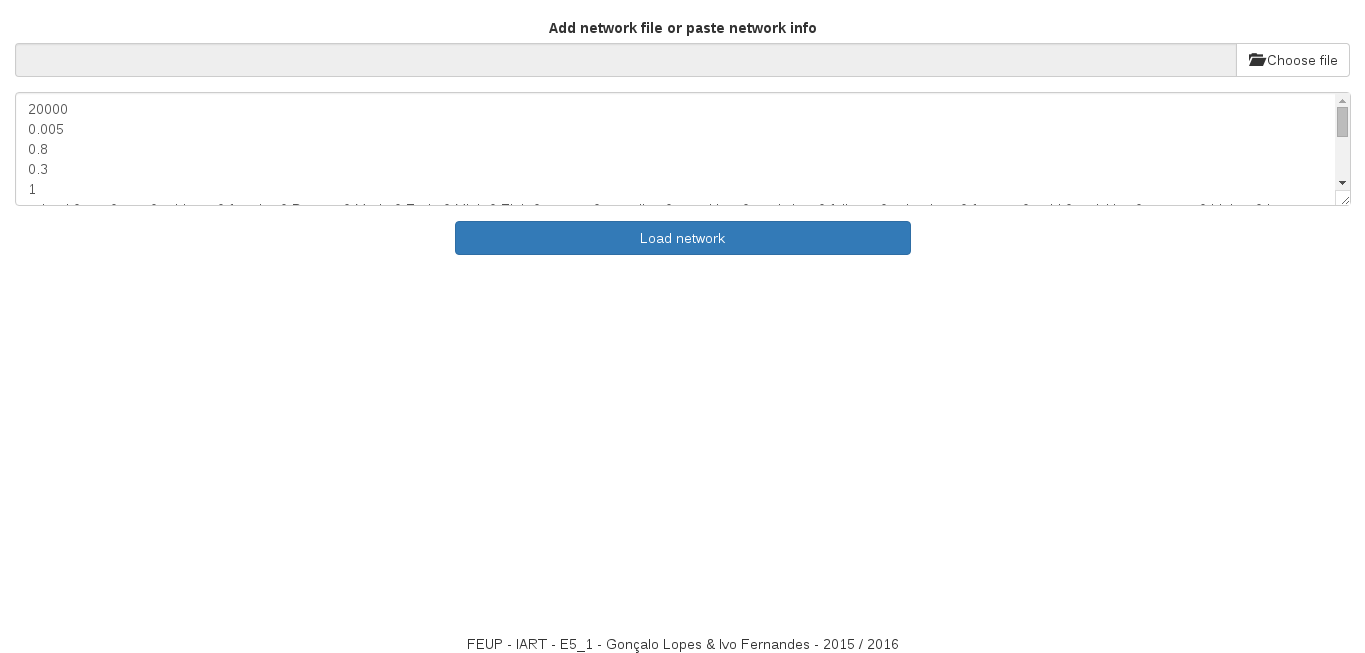 Add network file or paste network info
Choose file
20000
0.005
0.8
0.3
1
Load network
FEUP - IART - E5_1 - Gonçalo Lopes & Ivo Fernandes - 2015 / 2016